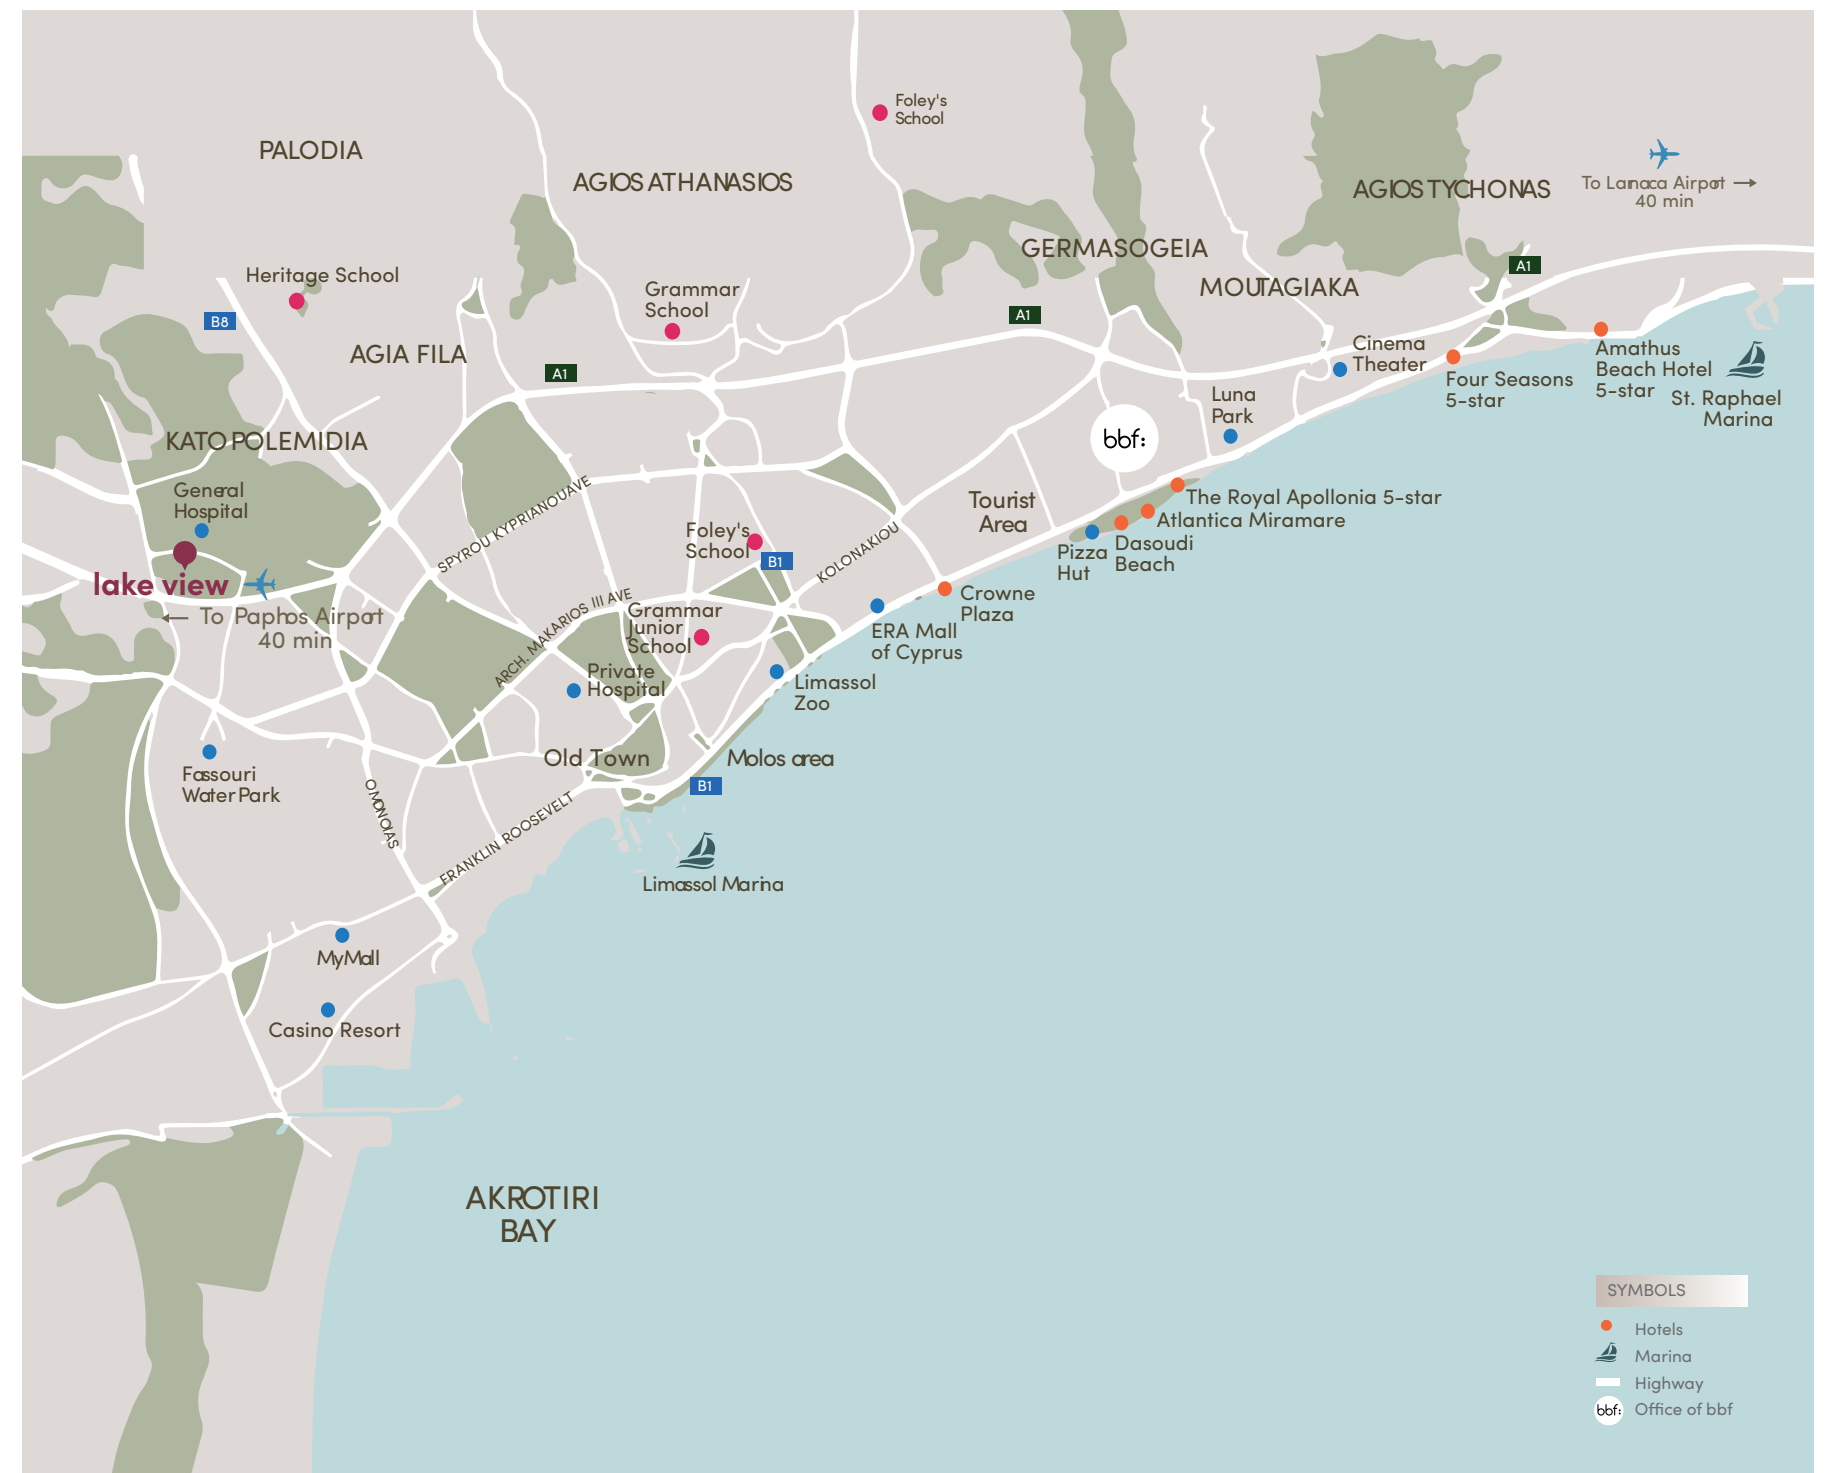 Foley's
School
PALODIA
AGIOS ATHANASIOS
AGIOS TYCHONAS
To Larnaca Airport
40 min
GERMASOGEIA
A1
Heritage School
MOUTAGIAKA
Grammar
School
B8
A1
AGIA FILA
Cinema
Theater
Amathus
Beach Hotel
5-star
A1
Four Seasons
5-star
St. Raphael
Marina
Luna
Park
KATO POLEMIDIA
bbf:
General
Hospital
SPYROU KYPRIANOU AVE
Tourist
Area
The Royal Apollonia 5-star
Atlantica Miramare
Foley's
School
KOLONAKIOU
Dasoudi
Beach
Pizza
Hut
B1
lake view
Crowne
Plaza
To Paphos Airport
40 min
ARCH. MAKARIOS III AVE
Grammar
Junior
School
ERA Mall
of Cyprus
Private
Hospital
Limassol
Zoo
Old Town
Molos area
Fassouri
Water Park
B1
OMONOIAS
FRANKLIN ROOSEVELT
Limassol Marina
My Mall
Casino Resort
AKROTIRI
BAY
SYMBOLS
Hotels
Marina
Highway
bbf: Office of bbf